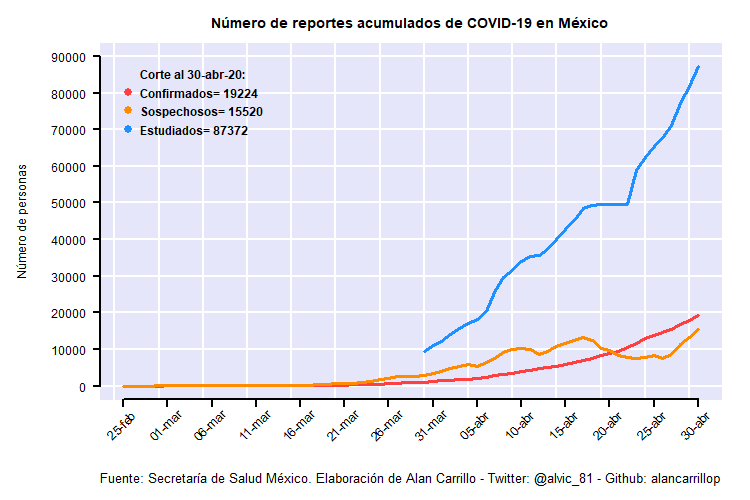 Número de reportes acumulados de COVID-19 en México
Número de personas
90000
80000
70000
60000
50000
40000
30000
20000
10000
0
Corte al 30-abr-20:
Confirmados= 19224
Sospechosos= 15520
Estudiados= 87372
25-feb
01-mar
06-mar
11-mar
16-mar
21-mar
26-mar
31-mar
05-abr
10-abr
15-abr
20-abr
25-abr
30-abr
Fuente: Secretaría de Salud México. Elaboración de Alan Carrillo - Twitter: @alvic_81 - Github: alancarrillop